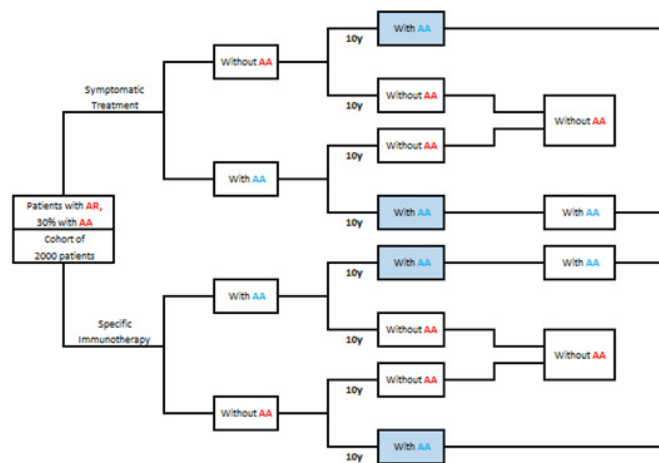 10y
With AA
Without AA
Symptomatic
Treatment
10y
Without AA
Without AA
10y
Without AA
With AA
10y
With AA
With AA
Patients with AR,
30% with AA
Cohort of
2000 patients
10y
With AA
With AA
With AA
Specific
Immunotherapy
10y
Without AA
Without AA
10y
Without AA
Without AA
10y
With AA